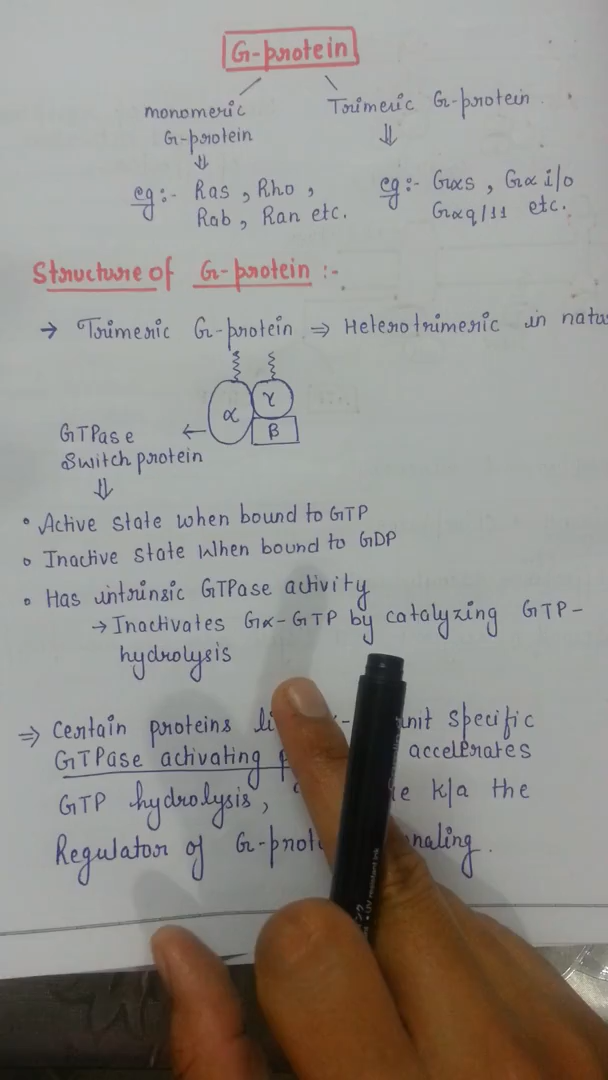 G-protein
monomeric
G-protein
⇓
eg:- Ras, Rho,
Rab, Ran etc.
Trimeric G-protein
⇓
eg:- Gαs, Gα i/o
Gαq/11 etc.
Structure of G-protein :-
→ Trimeric G-protein ⇒ Heterotrimeric in natu
α
γ
β
GTPase ←
Switch protein
⇓
• Active state when bound to GTP
• Inactive state when bound to GDP
• Has intrinsic GTPase activity
→ Inactivates Gα-GTP by catalyzing GTP-
hydrolysis
⇒ Certain proteins specific
GTPase activating accelerates
GTP hydrolysis, k/a the
Regulator of